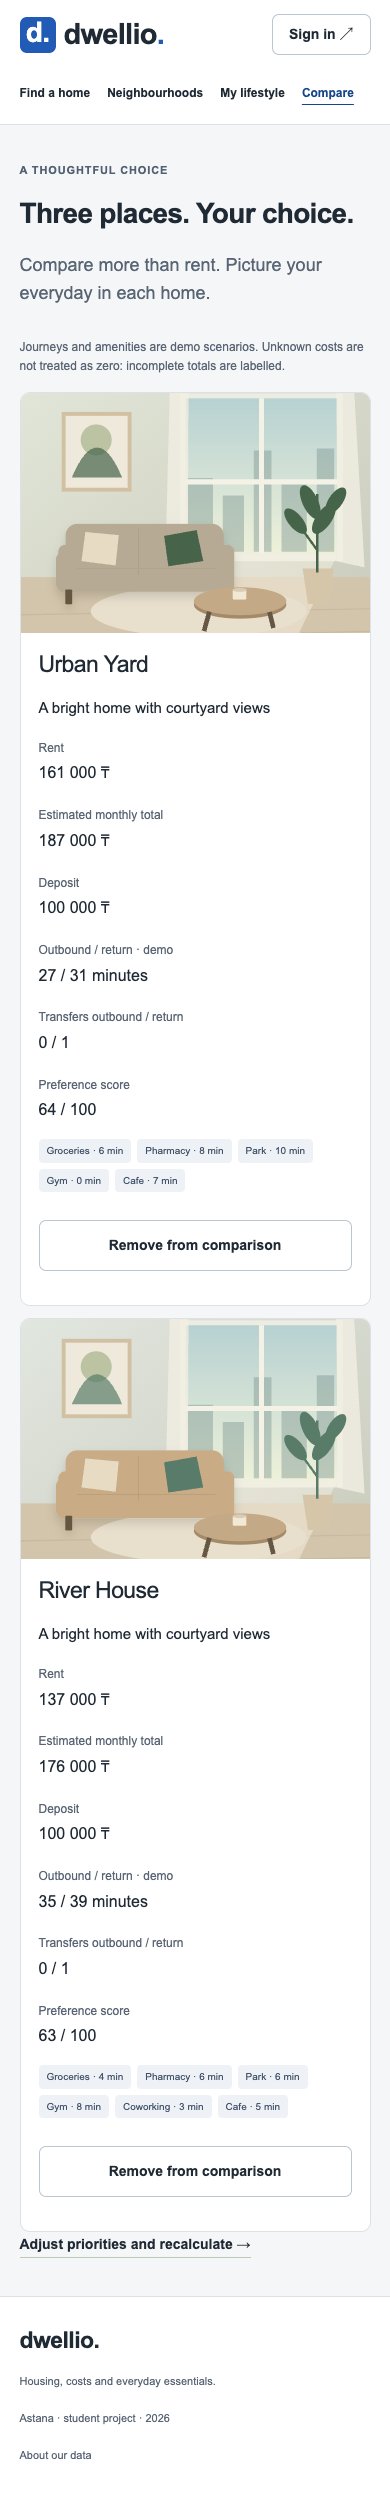 d. dwellio.
Sign in ↗
Find a home Neighbourhoods My lifestyle Compare
A THOUGHTFUL CHOICE
Three places. Your choice.
Compare more than rent. Picture your
everyday in each home.
Journeys and amenities are demo scenarios. Unknown costs are
not treated as zero: incomplete totals are labelled.
Urban Yard
A bright home with courtyard views
Rent
161 000 ₸
Estimated monthly total
187 000 ₸
Deposit
100 000 ₸
Outbound / return · demo
27 / 31 minutes
Transfers outbound / return
0 / 1
Preference score
64 / 100
Groceries · 6 min Pharmacy · 8 min Park · 10 min
Gym · 0 min Cafe · 7 min
Remove from comparison
River House
A bright home with courtyard views
Rent
137 000 ₸
Estimated monthly total
176 000 ₸
Deposit
100 000 ₸
Outbound / return · demo
35 / 39 minutes
Transfers outbound / return
0 / 1
Preference score
63 / 100
Groceries · 4 min Pharmacy · 6 min Park · 6 min
Gym · 8 min Coworking · 3 min Cafe · 5 min
Remove from comparison
Adjust priorities and recalculate →
dwellio.
Housing, costs and everyday essentials.
Astana · student project · 2026
About our data